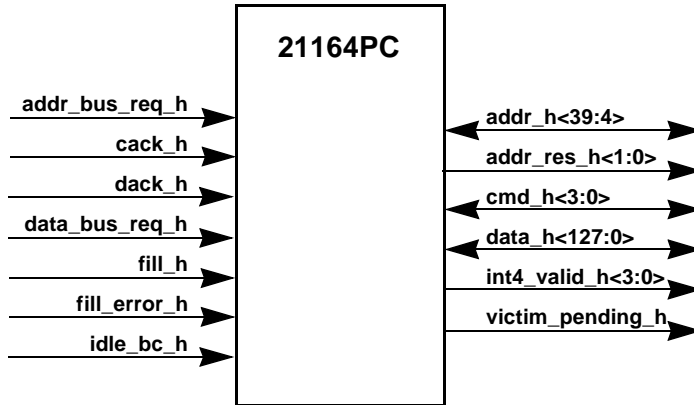 21164PC
addr_bus_req_h
cack_h
dack_h
data_bus_req_h
fill_h
fill_error_h
idle_bc_h
addr_h<39:4>
addr_res_h<1:0>
cmd_h<3:0>
data_h<127:0>
int4_valid_h<3:0>
victim_pending_h